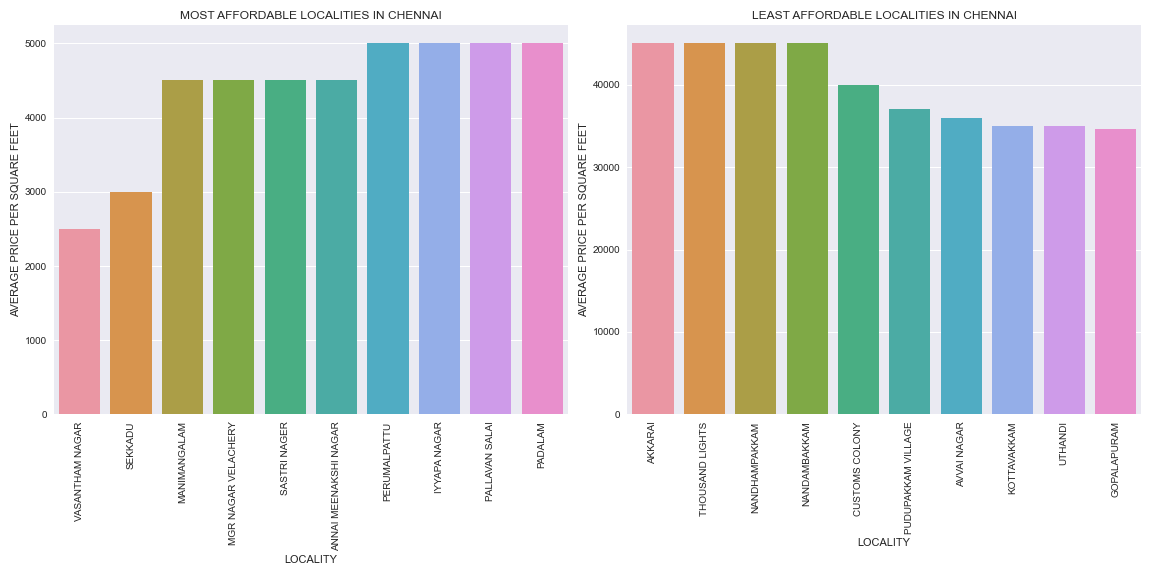 MOST AFFORDABLE LOCALITIES IN CHENNAI
AVERAGE PRICE PER SQUARE FEET
5000
4000
3000
2000
1000
0
VASANTHAM NAGAR
SEKKADU
MANIMANGALAM
MGR NAGAR VELACHERY
SASTRI NAGER
ANNAI MEENAKSHI NAGAR
PERUMALPATTU
IYYAPA NAGAR
PALLAVAN SALAI
PADALAM
LOCALITY
LEAST AFFORDABLE LOCALITIES IN CHENNAI
AVERAGE PRICE PER SQUARE FEET
40000
30000
20000
10000
0
AKKARAI
THOUSAND LIGHTS
NANDHAMPAKKAM
NANDAMBAKKAM
CUSTOMS COLONY
PUDUPAKKAM VILLAGE
AVVAI NAGAR
KOTTAVAKKAM
UTHANDI
GOPALAPURAM
LOCALITY